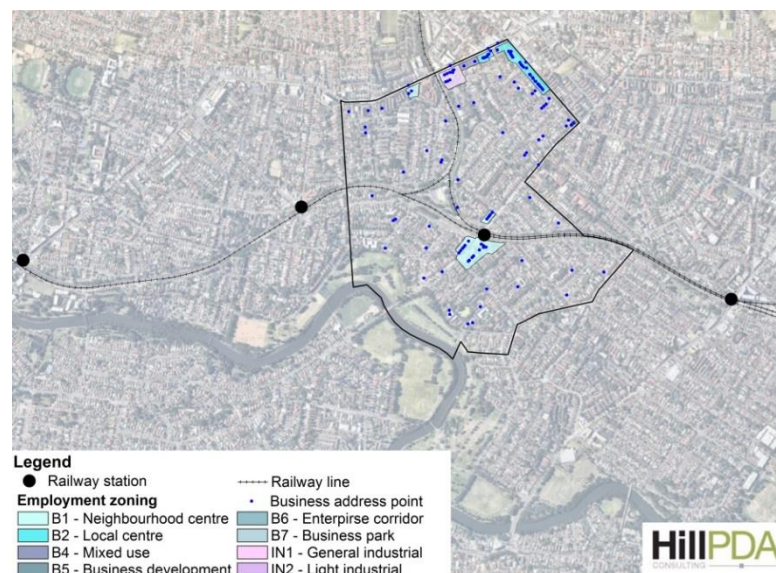 Legend
Railway station
Railway line
Employment zoning
Business address point
B1 - Neighbourhood centre
B6 - Enterpirse corridor
B2 - Local centre
B7 - Business park
B4 - Mixed use
IN1 - General industrial
B5 - Business development
IN2 - Light industrial
HillPDA
CONSULTING